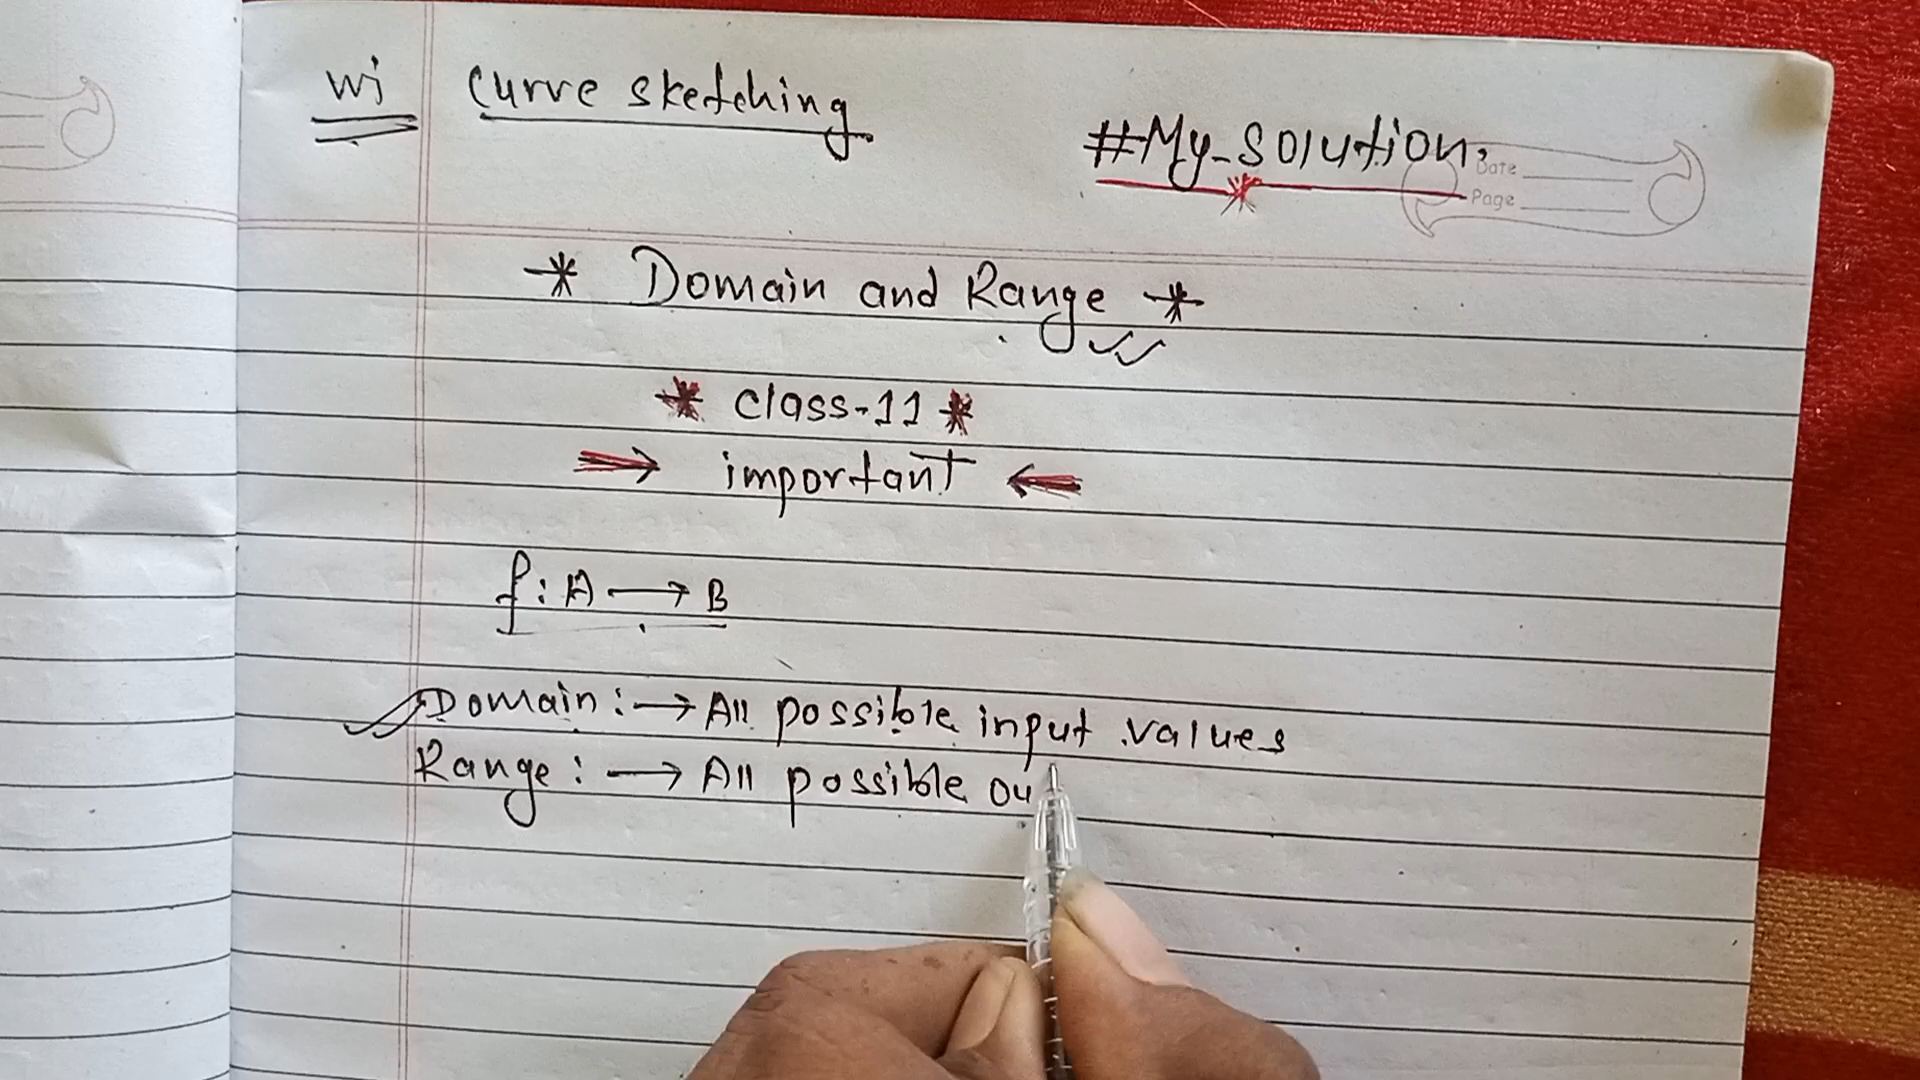 wi curve sketching
#My-solution.
Date
Page
* Domain and Range *
* class-11 *
→ important ←
f: A → B
Domain :→ All possible input values
Range : → All possible ou